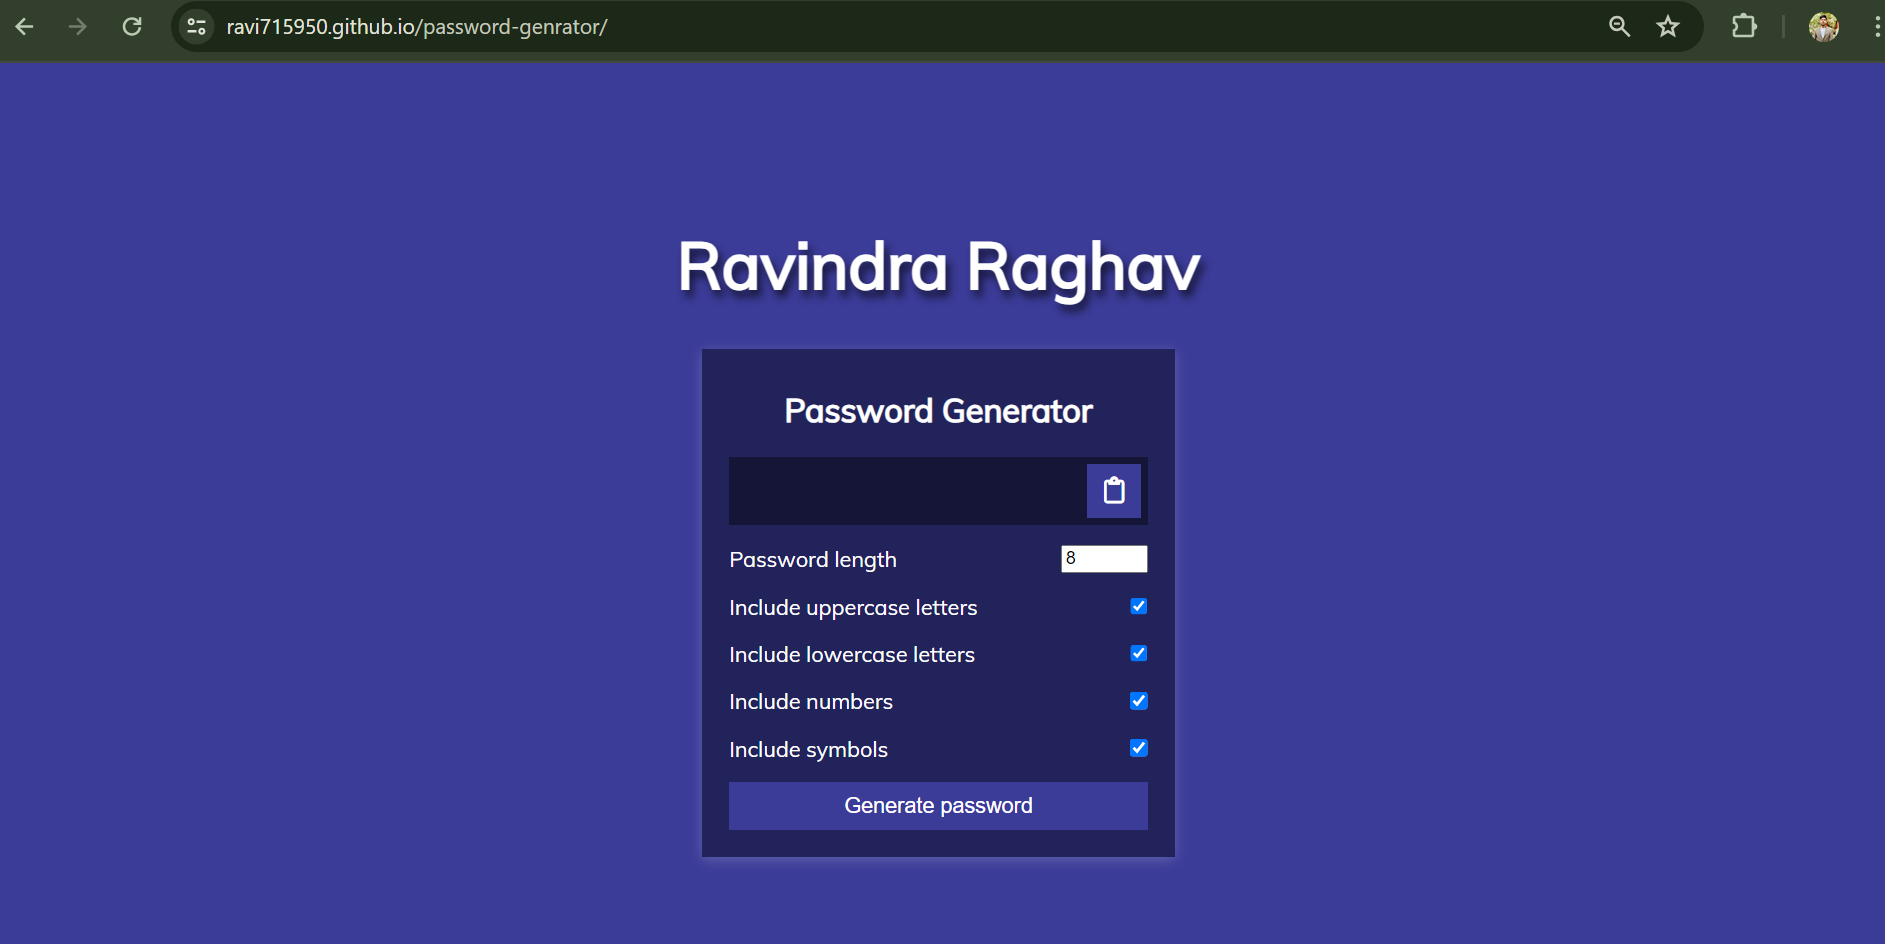 ravi715950.github.io/password-genrator/
Ravindra Raghav
Password Generator
Password length 8
Include uppercase letters
Include lowercase letters
Include numbers
Include symbols
Generate password